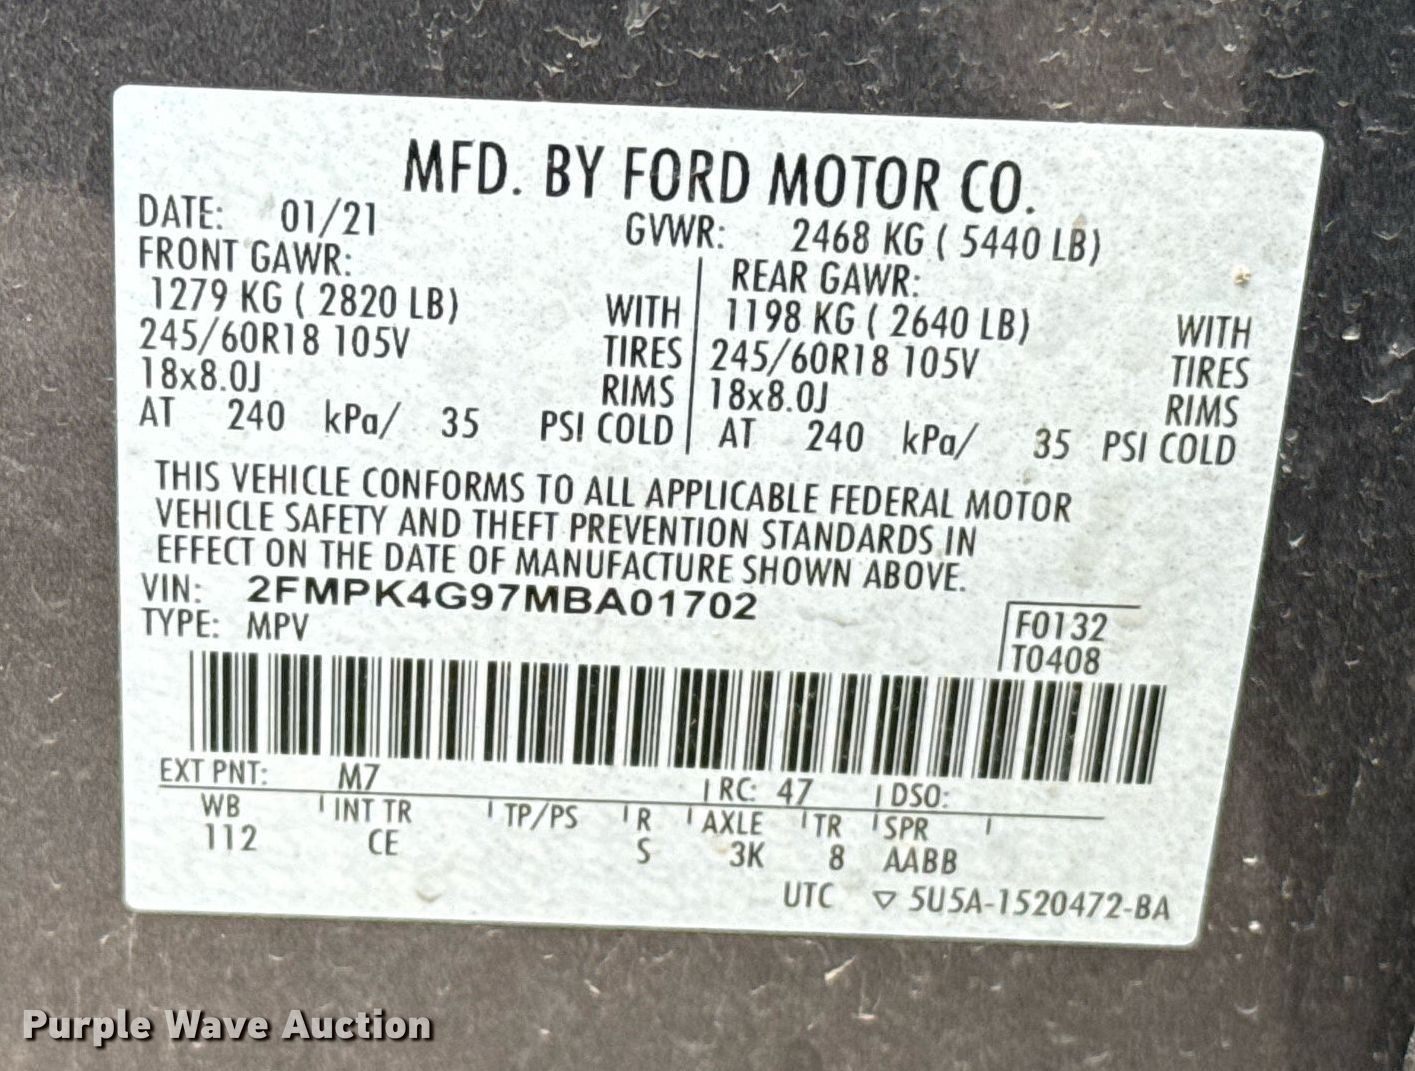 MFD. BY FORD MOTOR CO.
DATE: 01/21
GVWR: 2468 KG ( 5440 LB)
FRONT GAWR:
1279 KG ( 2820 LB) WITH
245/60R18 105V TIRES
18x8.0J RIMS
AT 240 kPa/ 35 PSI COLD
REAR GAWR:
1198 KG ( 2640 LB) WITH
245/60R18 105V TIRES
18x8.0J RIMS
AT 240 kPa/ 35 PSI COLD
THIS VEHICLE CONFORMS TO ALL APPLICABLE FEDERAL MOTOR
VEHICLE SAFETY AND THEFT PREVENTION STANDARDS IN
EFFECT ON THE DATE OF MANUFACTURE SHOWN ABOVE.
VIN: 2FMPK4G97MBA01702
TYPE: MPV
F0132
T0408
EXT PNT: M7 RC: 47 DSO:
WB INT TR TP/PS R AXLE TR SPR
112 CE S 3K 8 AABB
UTC ▽ 5U5A-1520472-BA
Purple Wave Auction